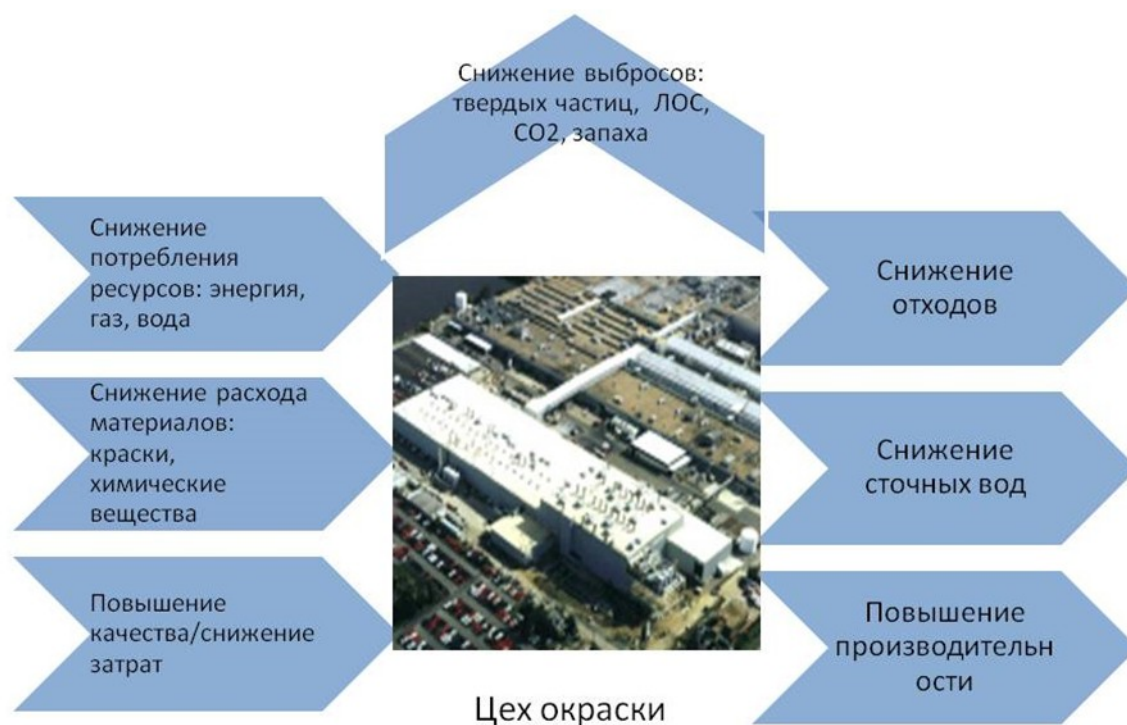 Снижение выбросов:
твердых частиц, ЛОС,
СО2, запаха
Снижение
потребления
ресурсов: энергия,
газ, вода
Снижение расхода
материалов:
краски,
химические
вещества
Повышение
качества/снижение
затрат
Снижение
отходов
Снижение
сточных вод
Повышение
производительн
ости
Цех окраски